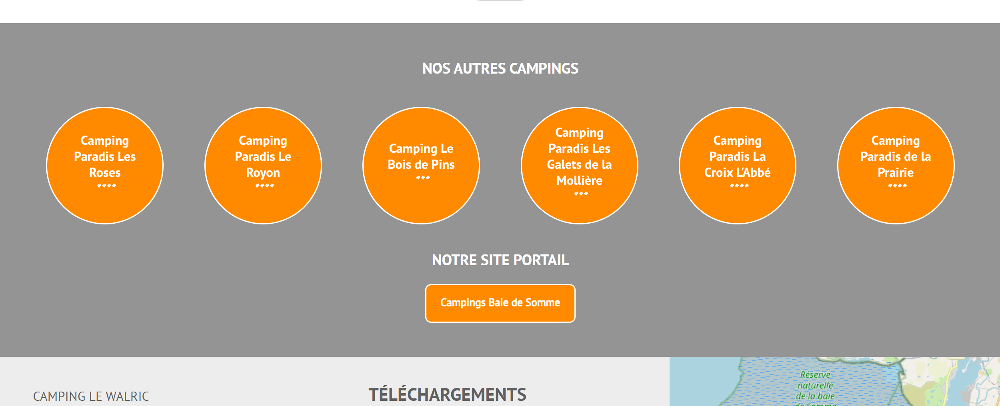 NOS AUTRES CAMPINGS
Camping
Paradis Les
Roses
****
Camping
Paradis Le
Royon
****
Camping Le
Bois de Pins
***
Camping
Paradis Les
Galets de la
Mollière
***
Camping
Paradis La
Croix L'Abbé
****
Camping
Paradis de la
Prairie
****
NOTRE SITE PORTAIL
Campings Baie de Somme
CAMPING LE WALRIC
TÉLÉCHARGEMENTS
Réserve
naturelle
de la baie
de Somme